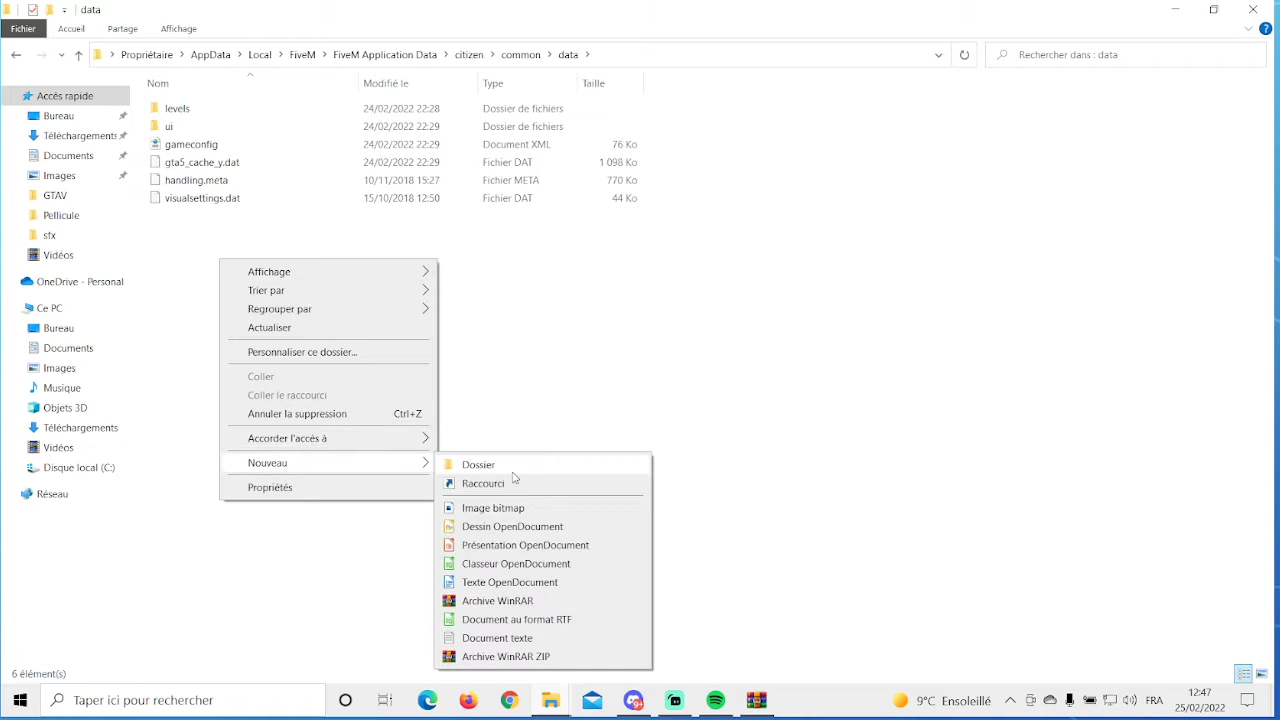 data
Fichier Accueil Partage Affichage
Propriétaire AppData Local FiveM FiveM Application Data citizen common data
Rechercher dans : data
Nom Modifié le Type Taille
levels 24/02/2022 22:28 Dossier de fichiers
ui 24/02/2022 22:29 Dossier de fichiers
gameconfig 24/02/2022 22:29 Document XML 76 Ko
gta5_cache_y.dat 24/02/2022 22:29 Fichier DAT 1 098 Ko
handling.meta 10/11/2018 15:27 Fichier META 770 Ko
visualsettings.dat 15/10/2018 12:50 Fichier DAT 44 Ko
Accès rapide
Bureau
Téléchargements
Documents
Images
GTAV
Pellicule
sfx
Vidéos
OneDrive - Personal
Ce PC
Bureau
Documents
Images
Musique
Objets 3D
Téléchargements
Vidéos
Disque local (C:)
Réseau
Affichage
Trier par
Regrouper par
Actualiser
Personnaliser ce dossier...
Coller
Coller le raccourci
Annuler la suppression Ctrl+Z
Accorder l'accès à
Nouveau
Propriétés
Dossier
Raccourci
Image bitmap
Dessin OpenDocument
Présentation OpenDocument
Classeur OpenDocument
Texte OpenDocument
Archive WinRAR
Document au format RTF
Document texte
Archive WinRAR ZIP
6 élément(s)
Taper ici pour rechercher
9°C Ensoleillé
FRA
12:47
25/02/2022